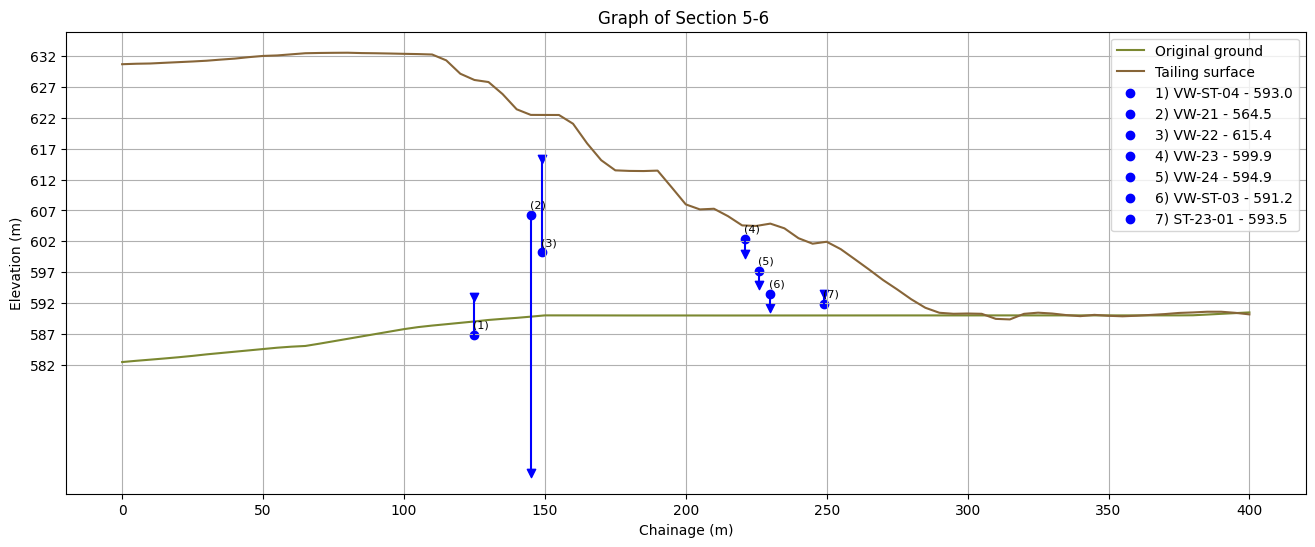 Graph of Section 5-6
Original ground
Tailing surface
1) VW-ST-04 - 593.0
2) VW-21 - 564.5
3) VW-22 - 615.4
4) VW-23 - 599.9
5) VW-24 - 594.9
6) VW-ST-03 - 591.2
7) ST-23-01 - 593.5
632
627
622
617
612
607
602
597
592
587
582
Elevation (m)
(2)
(3)
(4)
(5)
(6)
(7)
(1)
0 50 100 150 200 250 300 350 400
Chainage (m)